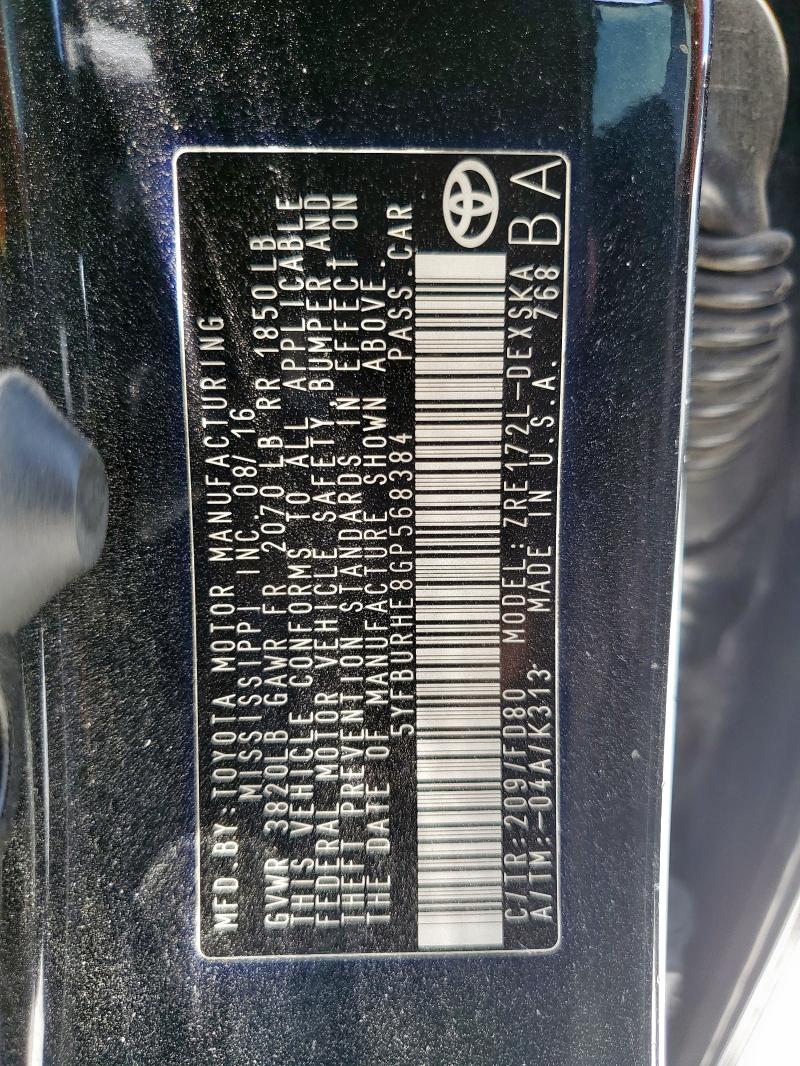 MFD.BY:TOYOTA MOTOR MANUFACTURING
MISSISSIPPI INC. 08/16
GVWR 3820LB GAWR FR 2070 LB RR 1850LB
THIS VEHICLE CONFORMS TO ALL APPLICABLE
FEDERAL MOTOR VEHICLE SAFETY, BUMPER AND
THEFT PREVENTION STANDARDS IN EFFECT ON
THE DATE OF MANUFACTURE SHOWN ABOVE.
5YFBURHE8GP568384 PASS.CAR
C/TR:209/FD80 MODEL:ZRE172L-DEXSKA
A/TM:-04A/K313 MADE IN U.S.A. 768 BA